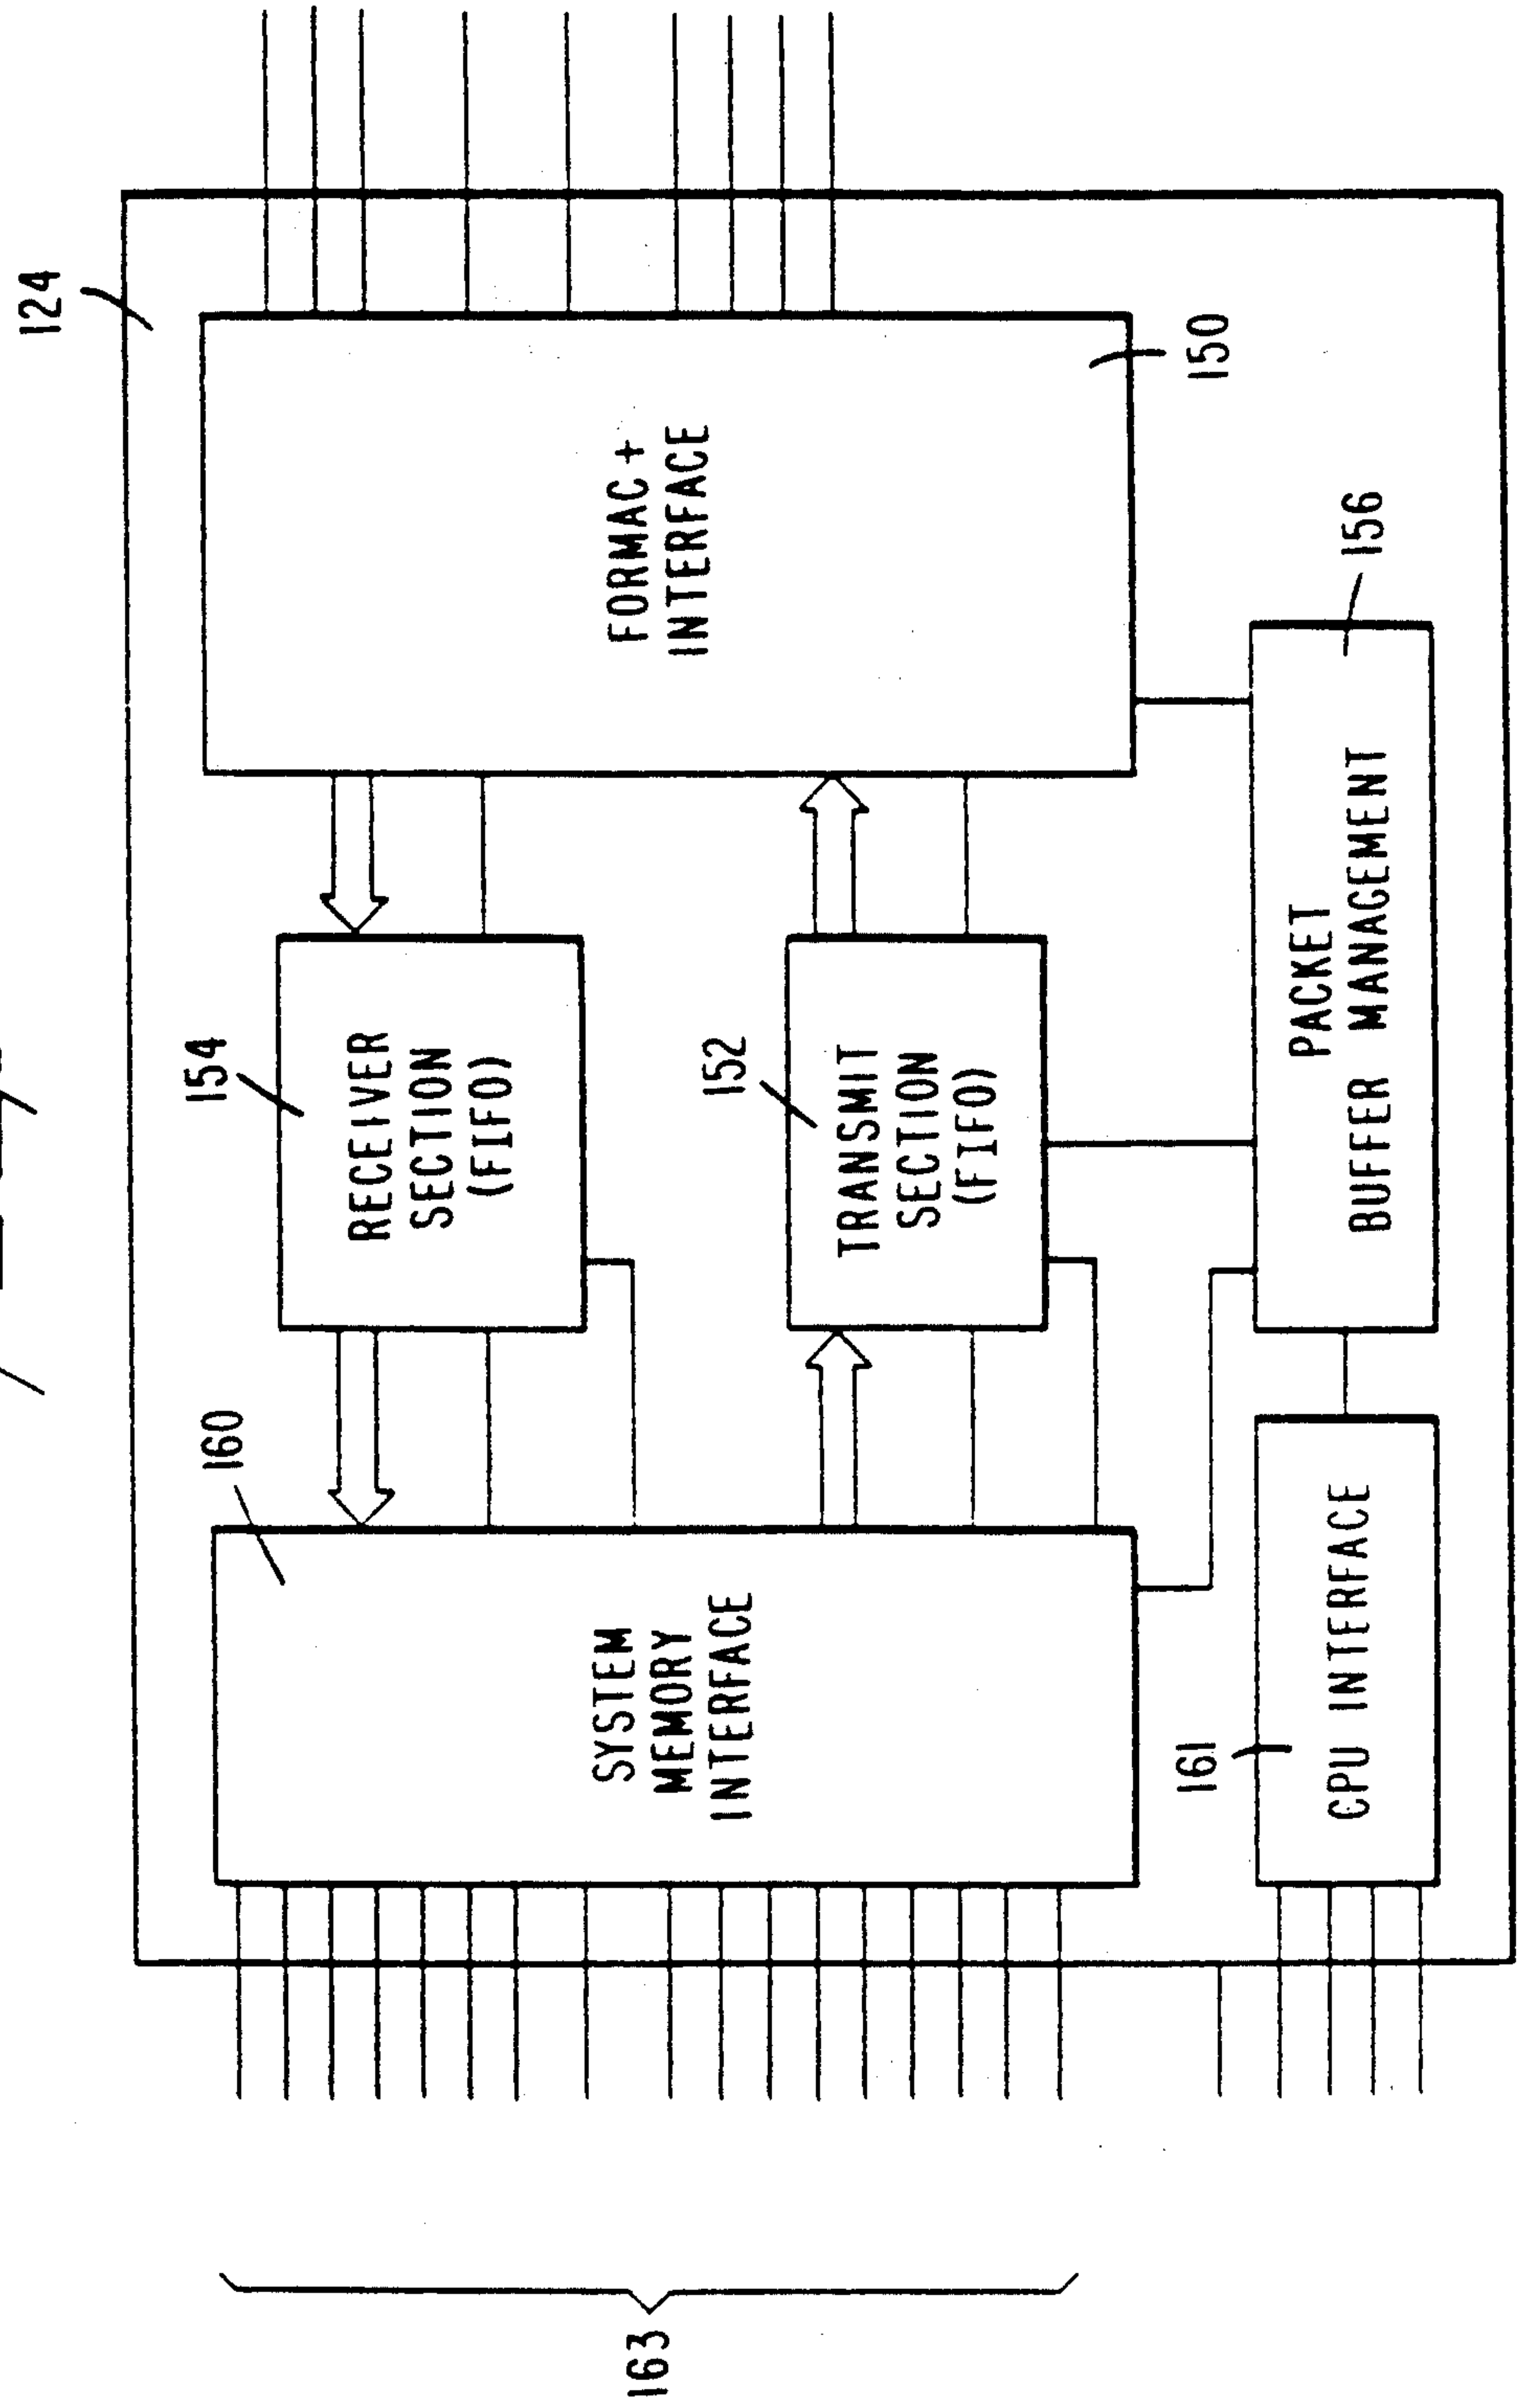 124
FORMAC +
INTERFACE
150
154
RECEIVER
SECTION
(FIFO)
152
TRANSMIT
SECTION
(FIFO)
156
PACKET
BUFFER MANAGEMENT
160
SYSTEM
MEMORY
INTERFACE
161
CPU INTERFACE
163